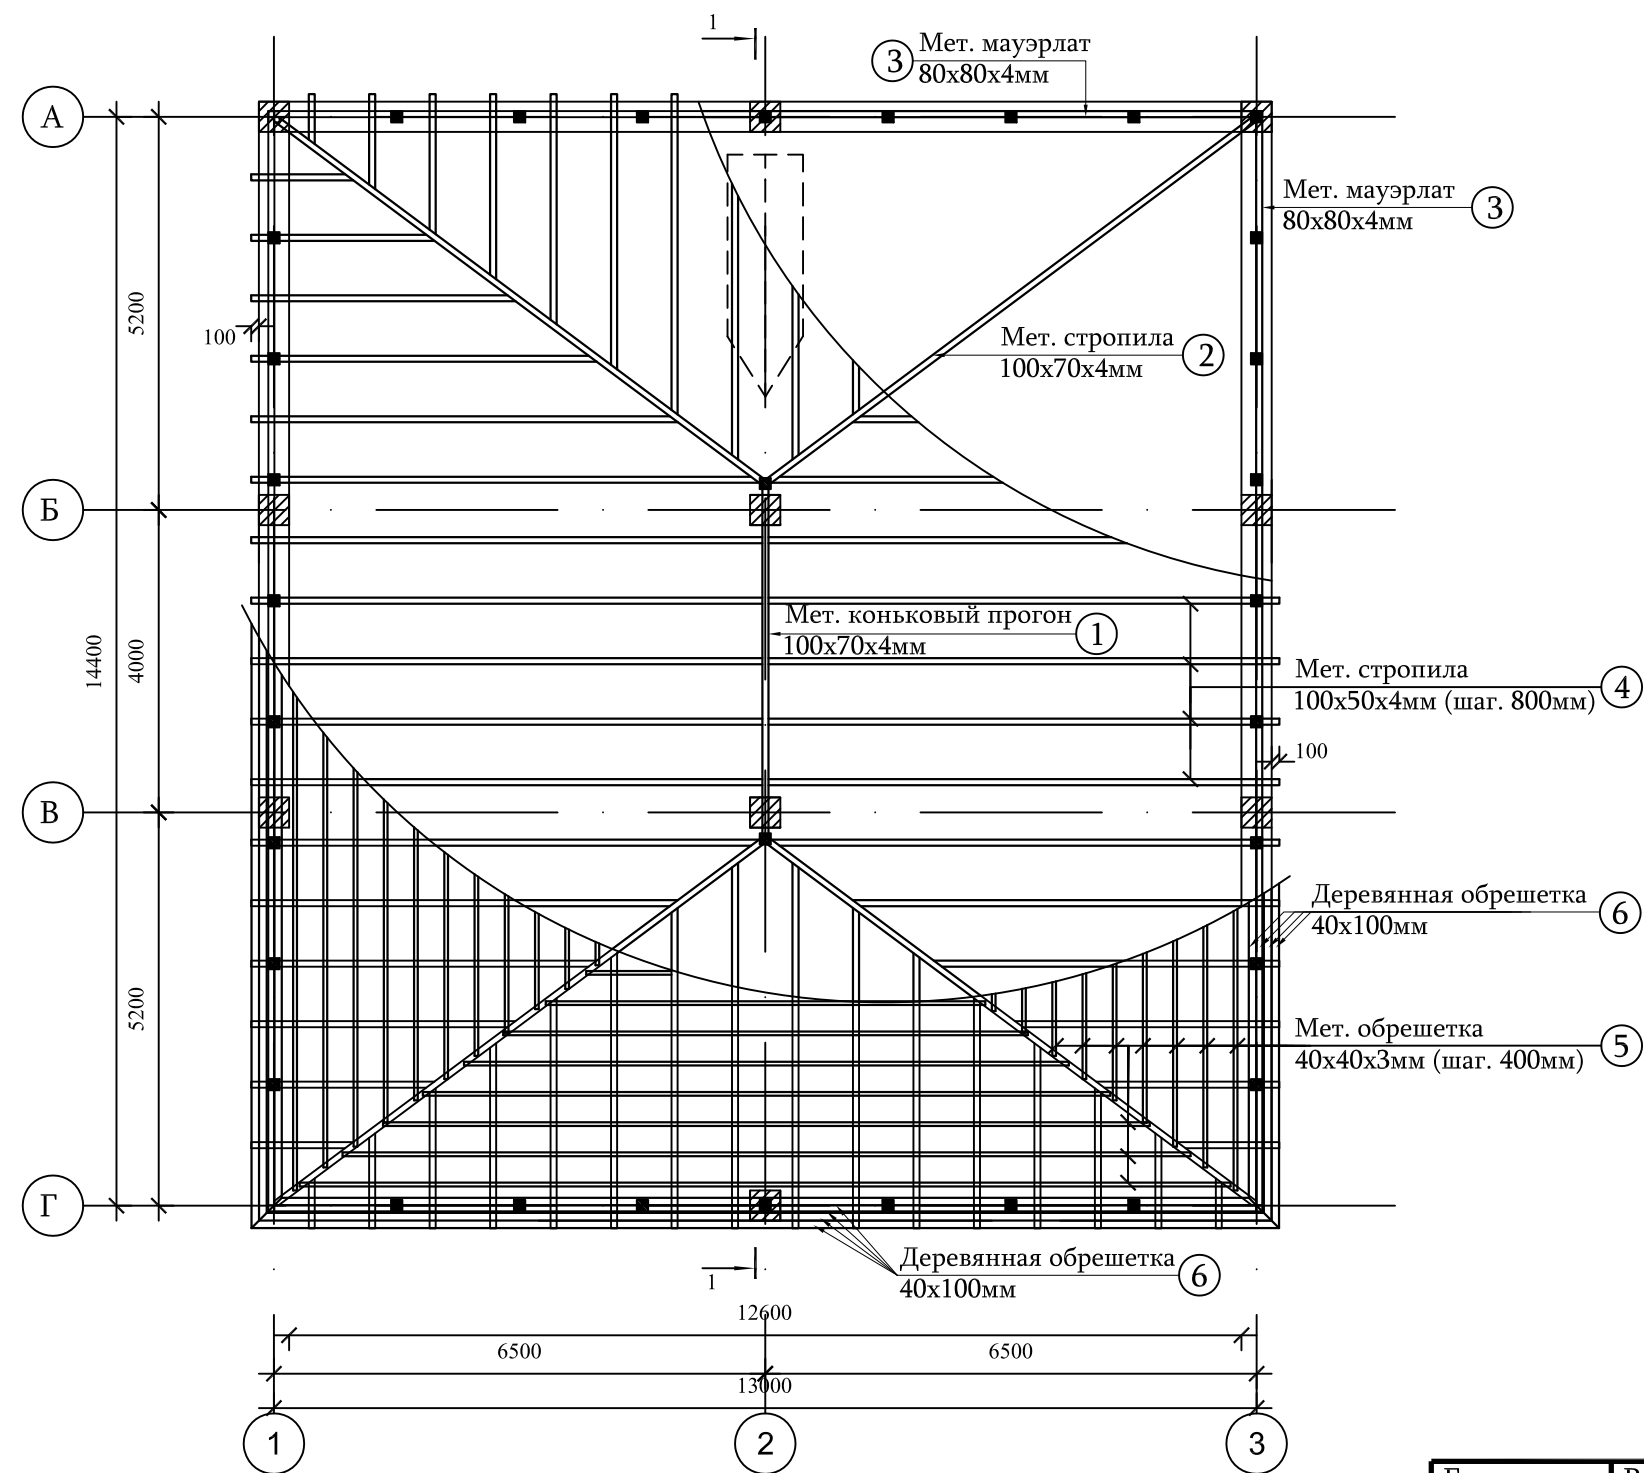 1
Мет. мауэрлат
3
80х80х4мм
А
Мет. мауэрлат
3
80х80х4мм
5200
100
Мет. стропила
2
100х70х4мм
Б
Мет. коньковый прогон
1
100х70х4мм
14400
4000
Мет. стропила
4
100х50х4мм (шаг. 800мм)
100
В
Деревянная обрешетка
6
40х100мм
5200
Мет. обрешетка
5
40х40х3мм (шаг. 400мм)
Г
Деревянная обрешетка
6
40х100мм
1
12600
6500
6500
13000
1
2
3